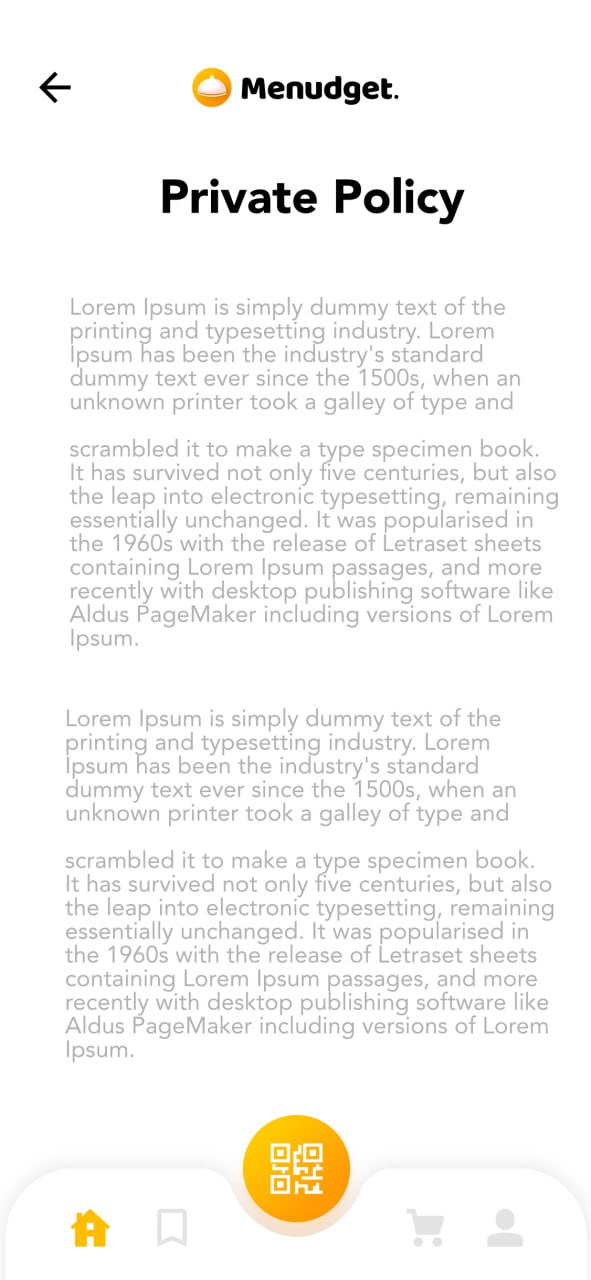 Menudget.
Private Policy
Lorem Ipsum is simply dummy text of the
printing and typesetting industry. Lorem
Ipsum has been the industry's standard
dummy text ever since the 1500s, when an
unknown printer took a galley of type and
scrambled it to make a type specimen book.
It has survived not only five centuries, but also
the leap into electronic typesetting, remaining
essentially unchanged. It was popularised in
the 1960s with the release of Letraset sheets
containing Lorem Ipsum passages, and more
recently with desktop publishing software like
Aldus PageMaker including versions of Lorem
Ipsum.
Lorem Ipsum is simply dummy text of the
printing and typesetting industry. Lorem
Ipsum has been the industry's standard
dummy text ever since the 1500s, when an
unknown printer took a galley of type and
scrambled it to make a type specimen book.
It has survived not only five centuries, but also
the leap into electronic typesetting, remaining
essentially unchanged. It was popularised in
the 1960s with the release of Letraset sheets
containing Lorem Ipsum passages, and more
recently with desktop publishing software like
Aldus PageMaker including versions of Lorem
Ipsum.